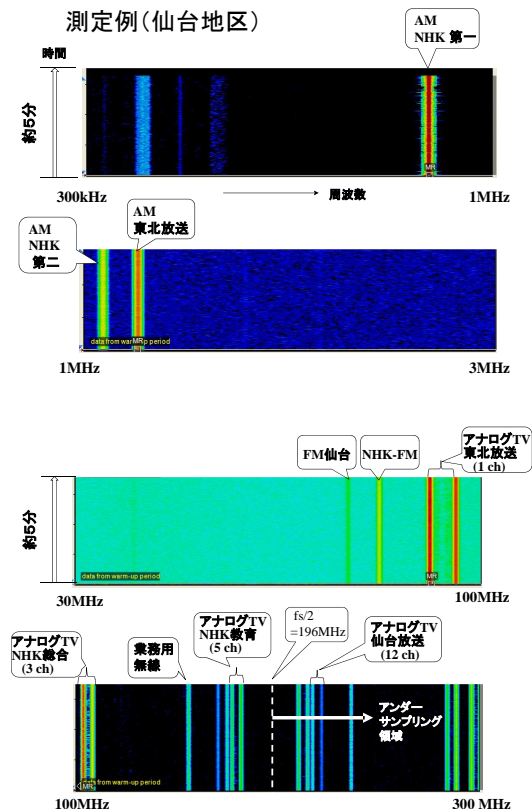 測定例(仙台地区)
AM
NHK 第一
時間
約5分
MR
300kHz
周波数
1MHz
AM
NHK
第二
AM
東北放送
data from warm-up period
MR
1MHz
3MHz
FM仙台
NHK-FM
アナログTV
東北放送
(1 ch)
約5分
data from warm-up period
MR
30MHz
100MHz
アナログTV
NHK総合
(3 ch)
業務用
無線
アナログTV
NHK教育
(5 ch)
fs/2
=196MHz
アナログTV
仙台放送
(12 ch)
アンダー
サンプリング
領域
MR
data from warm-up period
100MHz
300 MHz